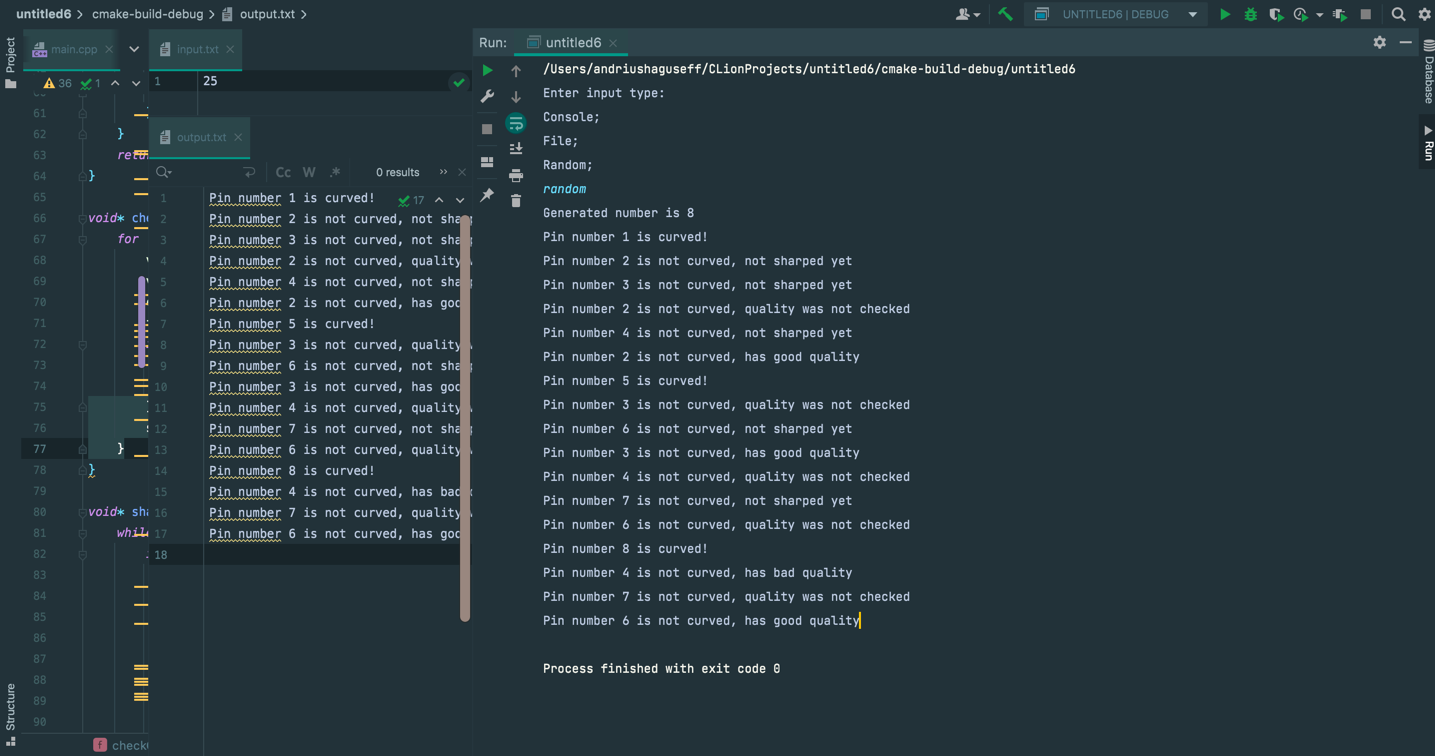 untitled6 cmake-build-debug output.txt
UNTITLED6 | DEBUG
Project
Structure
Database
Run
main.cpp
36 1
61
62 }
63
64 }
65
66 void*
67 for
68
69
70
71
72
73
74
75
76
77 }
78 }
79
80 void*
81
82
83
84
85
86
87
88
89
90
input.txt
1 25
output.txt
Cc W .* 0 results
17
1 Pin number 1 is curved!
2 Pin number 2 is not curved, not
3 Pin number 3 is not curved, not
4 Pin number 2 is not curved, quality
5 Pin number 4 is not curved, not
6 Pin number 2 is not curved, has
7 Pin number 5 is curved!
8 Pin number 3 is not curved, quality
9 Pin number 6 is not curved, not
10 Pin number 3 is not curved, has
11 Pin number 4 is not curved, quality
12 Pin number 7 is not curved, not
13 Pin number 6 is not curved, quality
14 Pin number 8 is curved!
15 Pin number 4 is not curved, has
16 Pin number 7 is not curved, quality
17 Pin number 6 is not curved, has
18
Run: untitled6
/Users/andriushaguseff/CLionProjects/untitled6/cmake-build-debug/untitled6
Enter input type:
Console;
File;
Random;
random
Generated number is 8
Pin number 1 is curved!
Pin number 2 is not curved, not sharped yet
Pin number 3 is not curved, not sharped yet
Pin number 2 is not curved, quality was not checked
Pin number 4 is not curved, not sharped yet
Pin number 2 is not curved, has good quality
Pin number 5 is curved!
Pin number 3 is not curved, quality was not checked
Pin number 6 is not curved, not sharped yet
Pin number 3 is not curved, has good quality
Pin number 4 is not curved, quality was not checked
Pin number 7 is not curved, not sharped yet
Pin number 6 is not curved, quality was not checked
Pin number 8 is curved!
Pin number 4 is not curved, has bad quality
Pin number 7 is not curved, quality was not checked
Pin number 6 is not curved, has good quality
Process finished with exit code 0
f